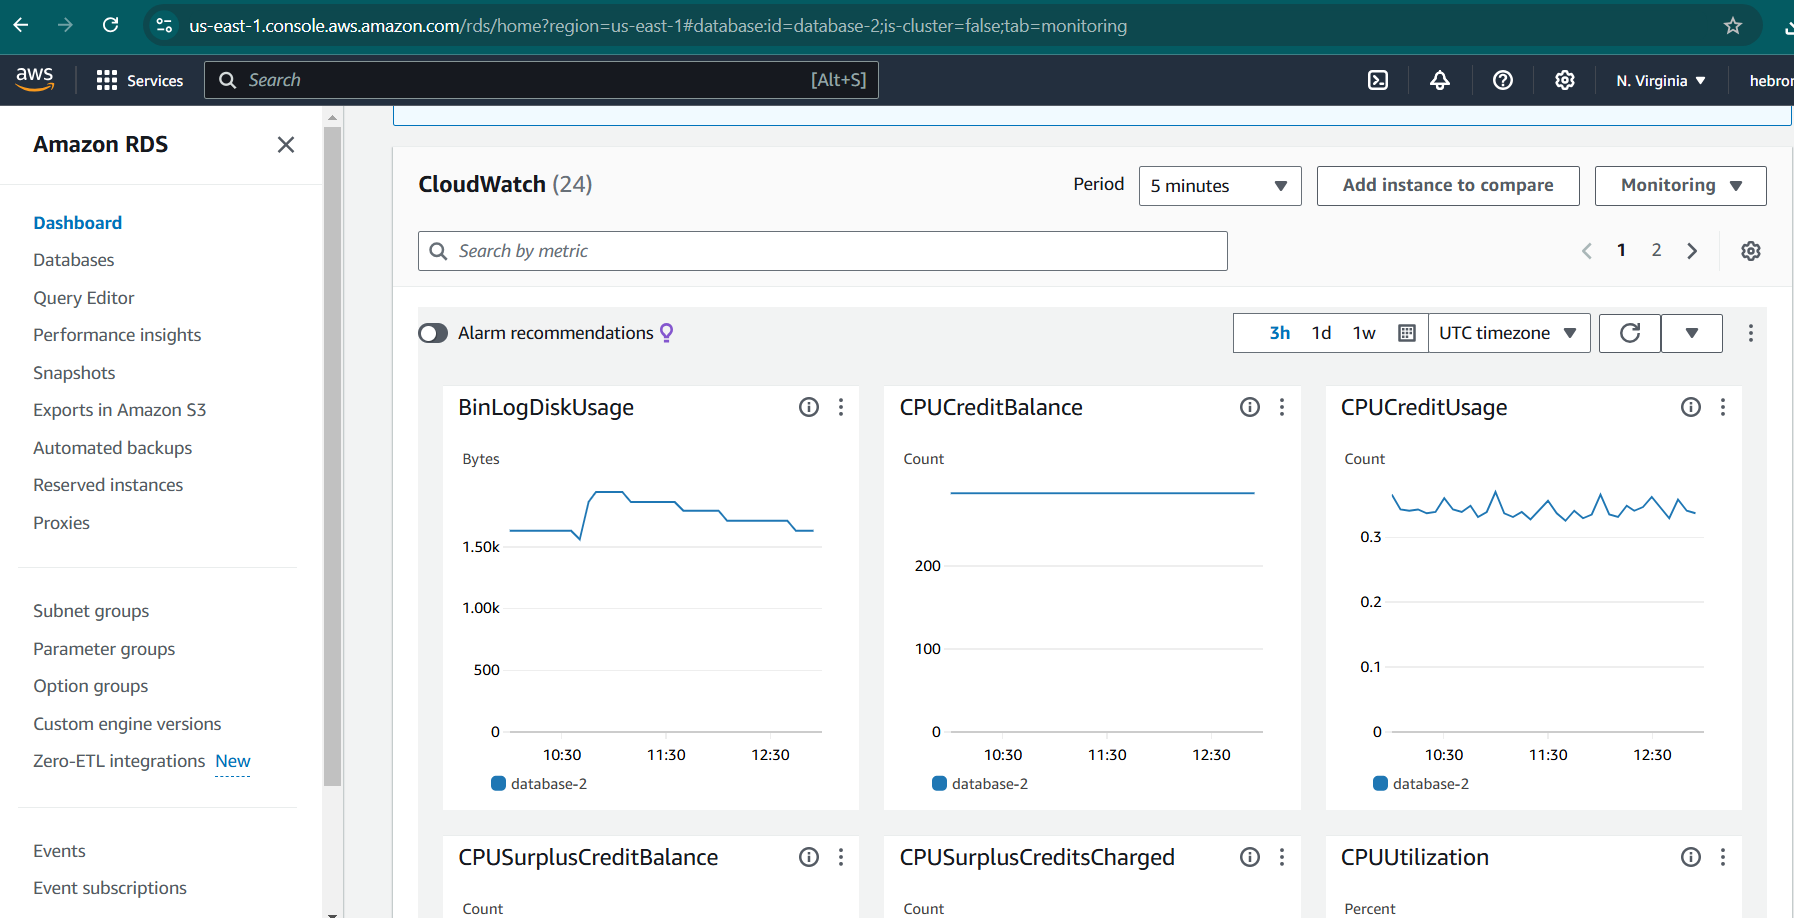 us-east-1.console.aws.amazon.com/rds/home?region=us-east-1#database:id=database-2;is-cluster=false;tab=monitoring
aws
Services
Search
[Alt+S]
N. Virginia
hebron
Amazon RDS
Dashboard
Databases
Query Editor
Performance insights
Snapshots
Exports in Amazon S3
Automated backups
Reserved instances
Proxies
Subnet groups
Parameter groups
Option groups
Custom engine versions
Zero-ETL integrations New
Events
Event subscriptions
CloudWatch (24)
Period
5 minutes
Add instance to compare
Monitoring
Search by metric
1 2
Alarm recommendations
3h 1d 1w
UTC timezone
BinLogDiskUsage
Bytes
1.50k
1.00k
500
0
10:30 11:30 12:30
database-2
CPUCreditBalance
Count
200
100
0
10:30 11:30 12:30
database-2
CPUCreditUsage
Count
0.3
0.2
0.1
0
10:30 11:30 12:30
database-2
CPUSurplusCreditBalance
Count
CPUSurplusCreditsCharged
Count
CPUUtilization
Percent